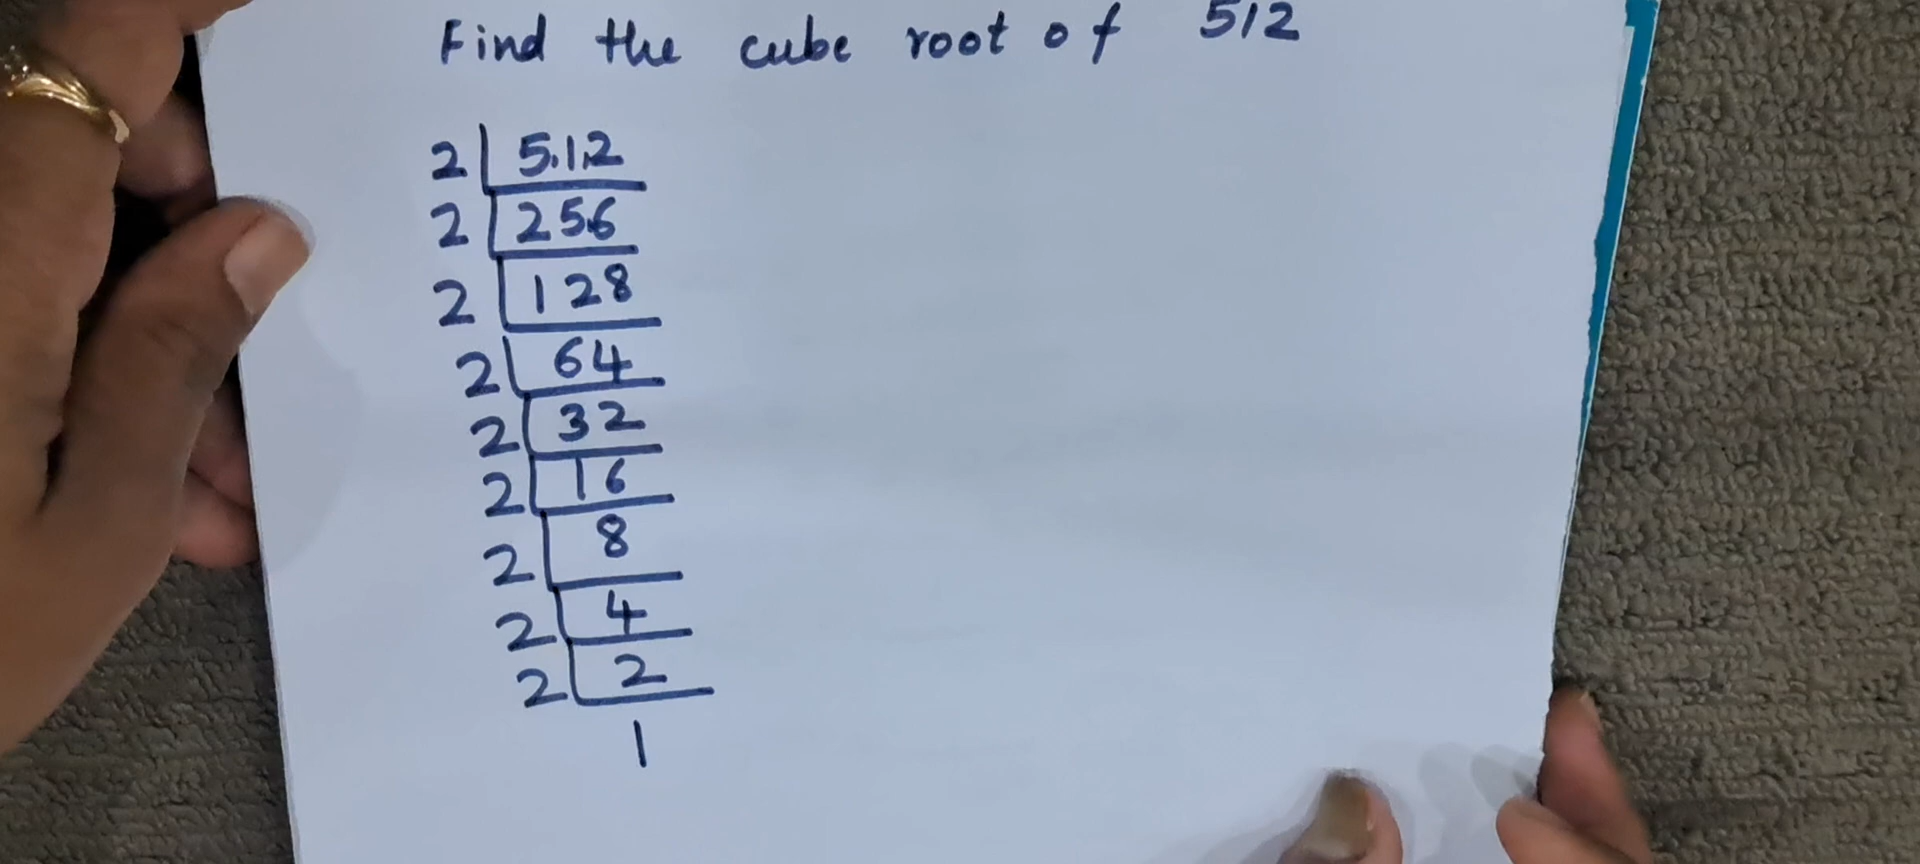 Find the cube root of 512
2 | 512
2 | 256
2 | 128
2 | 64
2 | 32
2 | 16
2 | 8
2 | 4
2 | 2
1